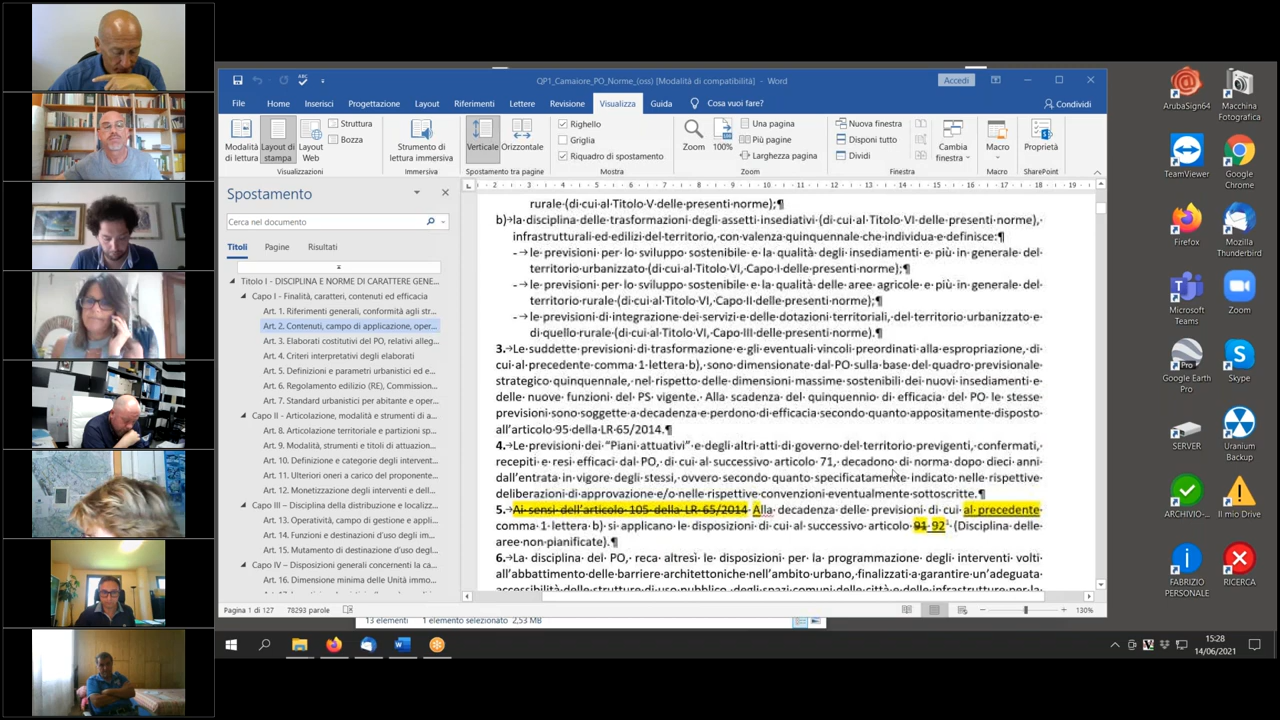 QP1_Camaiore_PO_Norme_(oss) [Modalità di compatibilità] - Word
Accedi
File Home Inserisci Progettazione Layout Riferimenti Lettere Revisione Visualizza Guida Cosa vuoi fare? Condividi
Modalità di lettura
Layout di stampa
Layout Web
Struttura
Bozza
Visualizzazioni
Strumento di lettura immersiva
Immersiva
Verticale
Orizzontale
Spostamento tra pagine
Righello
Griglia
Riquadro di spostamento
Mostra
Zoom
100%
Una pagina
Più pagine
Larghezza pagina
Zoom
Nuova finestra
Disponi tutto
Dividi
Cambia finestra
Finestra
Macro
Macro
Proprietà
SharePoint
Spostamento
Cerca nel documento
Titoli Pagine Risultati
Titolo I - DISCIPLINA E NORME DI CARATTERE GENE...
Capo I - Finalità, caratteri, contenuti ed efficacia
Art. 1. Riferimenti generali, conformità agli str...
Art. 2. Contenuti, campo di applicazione, oper...
Art. 3. Elaborati costitutivi del PO, relativi alleg...
Art. 4. Criteri interpretativi degli elaborati
Art. 5. Definizioni e parametri urbanistici ed e...
Art. 6. Regolamento edilizio (RE), Commission...
Art. 7. Standard urbanistici per abitante e oper...
Capo II - Articolazione, modalità e strumenti di a...
Art. 8. Articolazione territoriale e partizioni sp...
Art. 9. Modalità, strumenti e titoli di attuazion...
Art. 10. Definizione e categorie degli intervent...
Art. 11. Ulteriori oneri a carico del proponente...
Art. 12. Monetizzazione degli interventi e dell...
Capo III – Disciplina della distribuzione e localizz...
Art. 13. Operatività, campo di gestione e appli...
Art. 14. Funzioni e destinazioni d'uso degli im...
Art. 15. Mutamento di destinazione d'uso degl...
Capo IV – Disposizioni generali concernenti la ca...
Art. 16. Dimensione minima delle Unità immo...
rurale (di cui al Titolo V delle presenti norme);¶
b)→la disciplina delle trasformazioni degli assetti insediativi (di cui al Titolo VI delle presenti norme),
infrastrutturali ed edilizi del territorio, con valenza quinquennale che individua e definisce:¶
-→le previsioni per lo sviluppo sostenibile e la qualità degli insediamenti e più in generale del
territorio urbanizzato (di cui al Titolo VI, Capo I delle presenti norme);¶
-→le previsioni per lo sviluppo sostenibile e la qualità delle aree agricole e più in generale del
territorio rurale (di cui al Titolo VI, Capo II delle presenti norme);¶
-→le previsioni di integrazione dei servizi e delle dotazioni territoriali, del territorio urbanizzato e
di quello rurale (di cui al Titolo VI, Capo III delle presenti norme).¶
3.→Le suddette previsioni di trasformazione e gli eventuali vincoli preordinati alla espropriazione, di
cui al precedente comma 1 lettera b), sono dimensionate dal PO sulla base del quadro previsionale
strategico quinquennale, nel rispetto delle dimensioni massime sostenibili dei nuovi insediamenti e
delle nuove funzioni del PS vigente. Alla scadenza del quinquennio di efficacia del PO le stesse
previsioni sono soggette a decadenza e perdono di efficacia secondo quanto appositamente disposto
all'articolo 95 della LR 65/2014.¶
4.→Le previsioni dei "Piani attuativi" e degli altri atti di governo del territorio previgenti, confermati,
recepiti e resi efficaci dal PO, di cui al successivo articolo 71, decadono di norma dopo dieci anni
dall'entrata in vigore degli stessi, ovvero secondo quanto specificatamente indicato nelle rispettive
deliberazioni di approvazione e/o nelle rispettive convenzioni eventualmente sottoscritte.¶
5.→Ai sensi dell'articolo 105 della LR 65/2014 Alla decadenza delle previsioni di cui al precedente
comma 1 lettera b) si applicano le disposizioni di cui al successivo articolo 91 92¹ (Disciplina delle
aree non pianificate).¶
6.→La disciplina del PO, reca altresì le disposizioni per la programmazione degli interventi volti
all'abbattimento delle barriere architettoniche nell'ambito urbano, finalizzati a garantire un'adeguata
accessibilità delle strutture di uso pubblico, degli spazi comuni delle città e delle infrastrutture per la
Pagina 1 di 127 78293 parole 130%
13 elementi 1 elemento selezionato 2,53 MB
ArubaSign64
Macchina Fotografica
TeamViewer
Google Chrome
Firefox
Mozilla Thunderbird
Microsoft Teams
Zoom
Google Earth Pro
Skype
SERVER
Uranium Backup
ARCHIVIO-...
Il mio Drive
FABRIZIO PERSONALE
RICERCA
15:28
14/06/2021